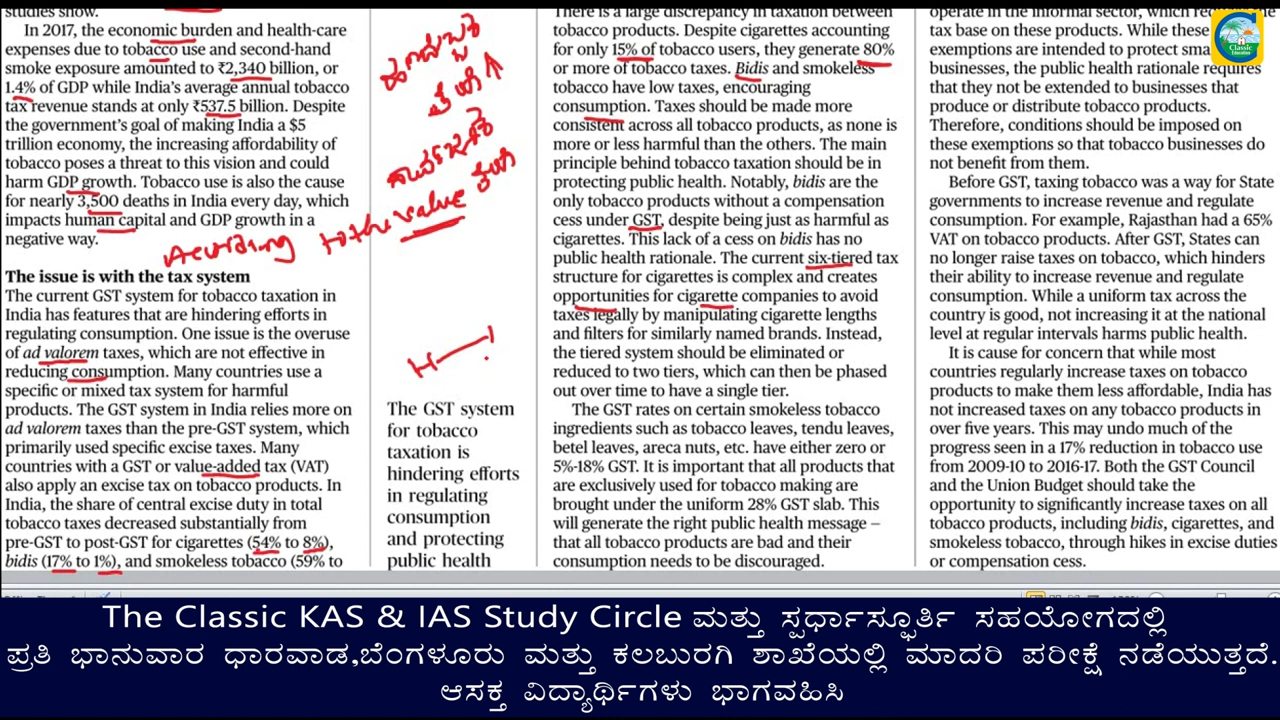 studies show.
In 2017, the economic burden and health-care
expenses due to tobacco use and second-hand
smoke exposure amounted to ₹2,340 billion, or
1.4% of GDP while India’s average annual tobacco
tax revenue stands at only ₹537.5 billion. Despite
the government’s goal of making India a $5
trillion economy, the increasing affordability of
tobacco poses a threat to this vision and could
harm GDP growth. Tobacco use is also the cause
for nearly 3,500 deaths in India every day, which
impacts human capital and GDP growth in a
negative way.
The issue is with the tax system
The current GST system for tobacco taxation in
India has features that are hindering efforts in
regulating consumption. One issue is the overuse
of ad valorem taxes, which are not effective in
reducing consumption. Many countries use a
specific or mixed tax system for harmful
products. The GST system in India relies more on
ad valorem taxes than the pre-GST system, which
primarily used specific excise taxes. Many
countries with a GST or value-added tax (VAT)
also apply an excise tax on tobacco products. In
India, the share of central excise duty in total
tobacco taxes decreased substantially from
pre-GST to post-GST for cigarettes (54% to 8%),
bidis (17% to 1%), and smokeless tobacco (59% to
to the value
The GST system
for tobacco
taxation is
hindering efforts
in regulating
consumption
and protecting
public health
There is a large discrepancy in taxation between
tobacco products. Despite cigarettes accounting
for only 15% of tobacco users, they generate 80%
or more of tobacco taxes. Bidis and smokeless
tobacco have low taxes, encouraging
consumption. Taxes should be made more
consistent across all tobacco products, as none is
more or less harmful than the others. The main
principle behind tobacco taxation should be in
protecting public health. Notably, bidis are the
only tobacco products without a compensation
cess under GST, despite being just as harmful as
cigarettes. This lack of a cess on bidis has no
public health rationale. The current six-tiered tax
structure for cigarettes is complex and creates
opportunities for cigarette companies to avoid
taxes legally by manipulating cigarette lengths
and filters for similarly named brands. Instead,
the tiered system should be eliminated or
reduced to two tiers, which can then be phased
out over time to have a single tier.
The GST rates on certain smokeless tobacco
ingredients such as tobacco leaves, tendu leaves,
betel leaves, areca nuts, etc. have either zero or
5%-18% GST. It is important that all products that
are exclusively used for tobacco making are
brought under the uniform 28% GST slab. This
will generate the right public health message –
that all tobacco products are bad and their
consumption needs to be discouraged.
operate in the informal sector, which
tax base on these products. While these
exemptions are intended to protect
businesses, the public health rationale requires
that they not be extended to businesses that
produce or distribute tobacco products.
Therefore, conditions should be imposed on
these exemptions so that tobacco businesses do
not benefit from them.
Before GST, taxing tobacco was a way for State
governments to increase revenue and regulate
consumption. For example, Rajasthan had a 65%
VAT on tobacco products. After GST, States can
no longer raise taxes on tobacco, which hinders
their ability to increase revenue and regulate
consumption. While a uniform tax across the
country is good, not increasing it at the national
level at regular intervals harms public health.
It is cause for concern that while most
countries regularly increase taxes on tobacco
products to make them less affordable, India has
not increased taxes on any tobacco products in
over five years. This may undo much of the
progress seen in a 17% reduction in tobacco use
from 2009-10 to 2016-17. Both the GST Council
and the Union Budget should take the
opportunity to significantly increase taxes on all
tobacco products, including bidis, cigarettes, and
smokeless tobacco, through hikes in excise duties
or compensation cess.
Classic
Education
The Classic KAS & IAS Study Circle ಮತ್ತು ಸ್ಪರ್ಧಾಸ್ಫೂರ್ತಿ ಸಹಯೋಗದಲ್ಲಿ
ಪ್ರತಿ ಭಾನುವಾರ ಧಾರವಾಡ,ಬೆಂಗಳೂರು ಮತ್ತು ಕಲಬುರಗಿ ಶಾಖೆಯಲ್ಲಿ ಮಾದರಿ ಪರೀಕ್ಷೆ ನಡೆಯುತ್ತದೆ.
ಆಸಕ್ತ ವಿದ್ಯಾರ್ಥಿಗಳು ಭಾಗವಹಿಸಿ